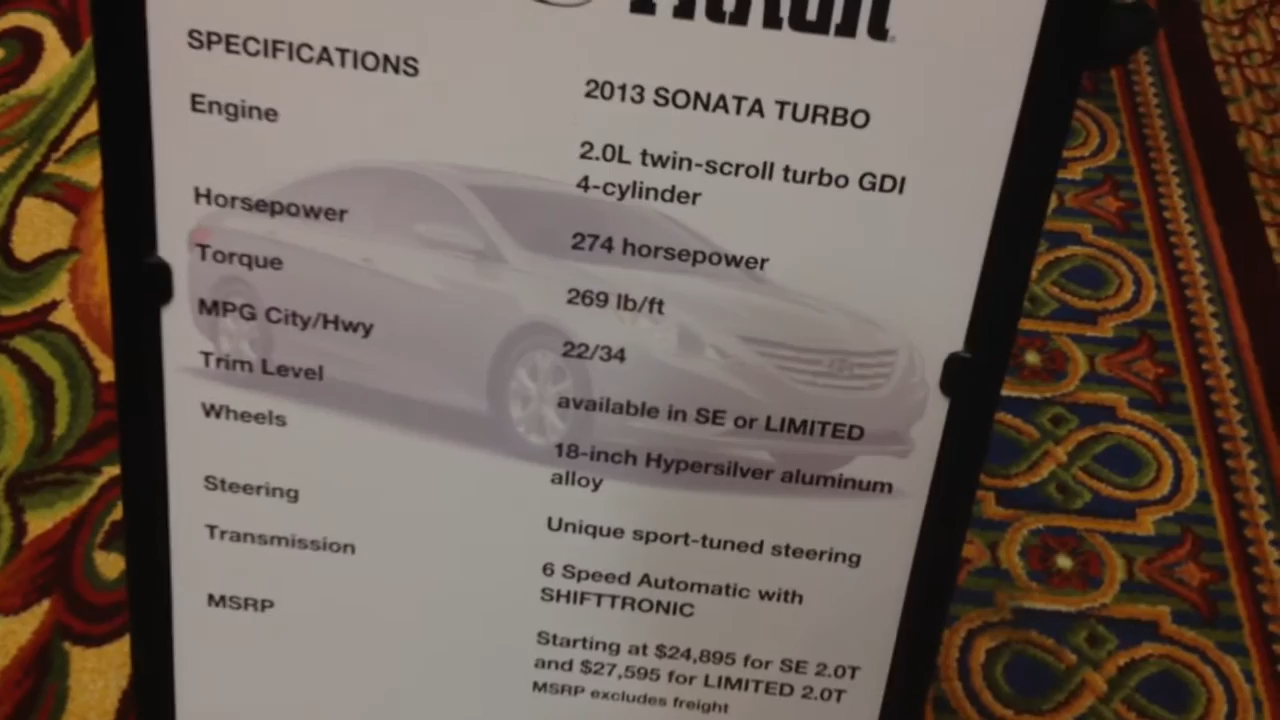 SPECIFICATIONS
2013 SONATA TURBO
Engine
2.0L twin-scroll turbo GDI
4-cylinder
Horsepower
274 horsepower
Torque
269 lb/ft
MPG City/Hwy
22/34
Trim Level
available in SE or LIMITED
Wheels
18-inch Hypersilver aluminum
alloy
Steering
Unique sport-tuned steering
Transmission
6 Speed Automatic with
SHIFTTRONIC
MSRP
Starting at $24,895 for SE 2.0T
and $27,595 for LIMITED 2.0T
MSRP excludes freight